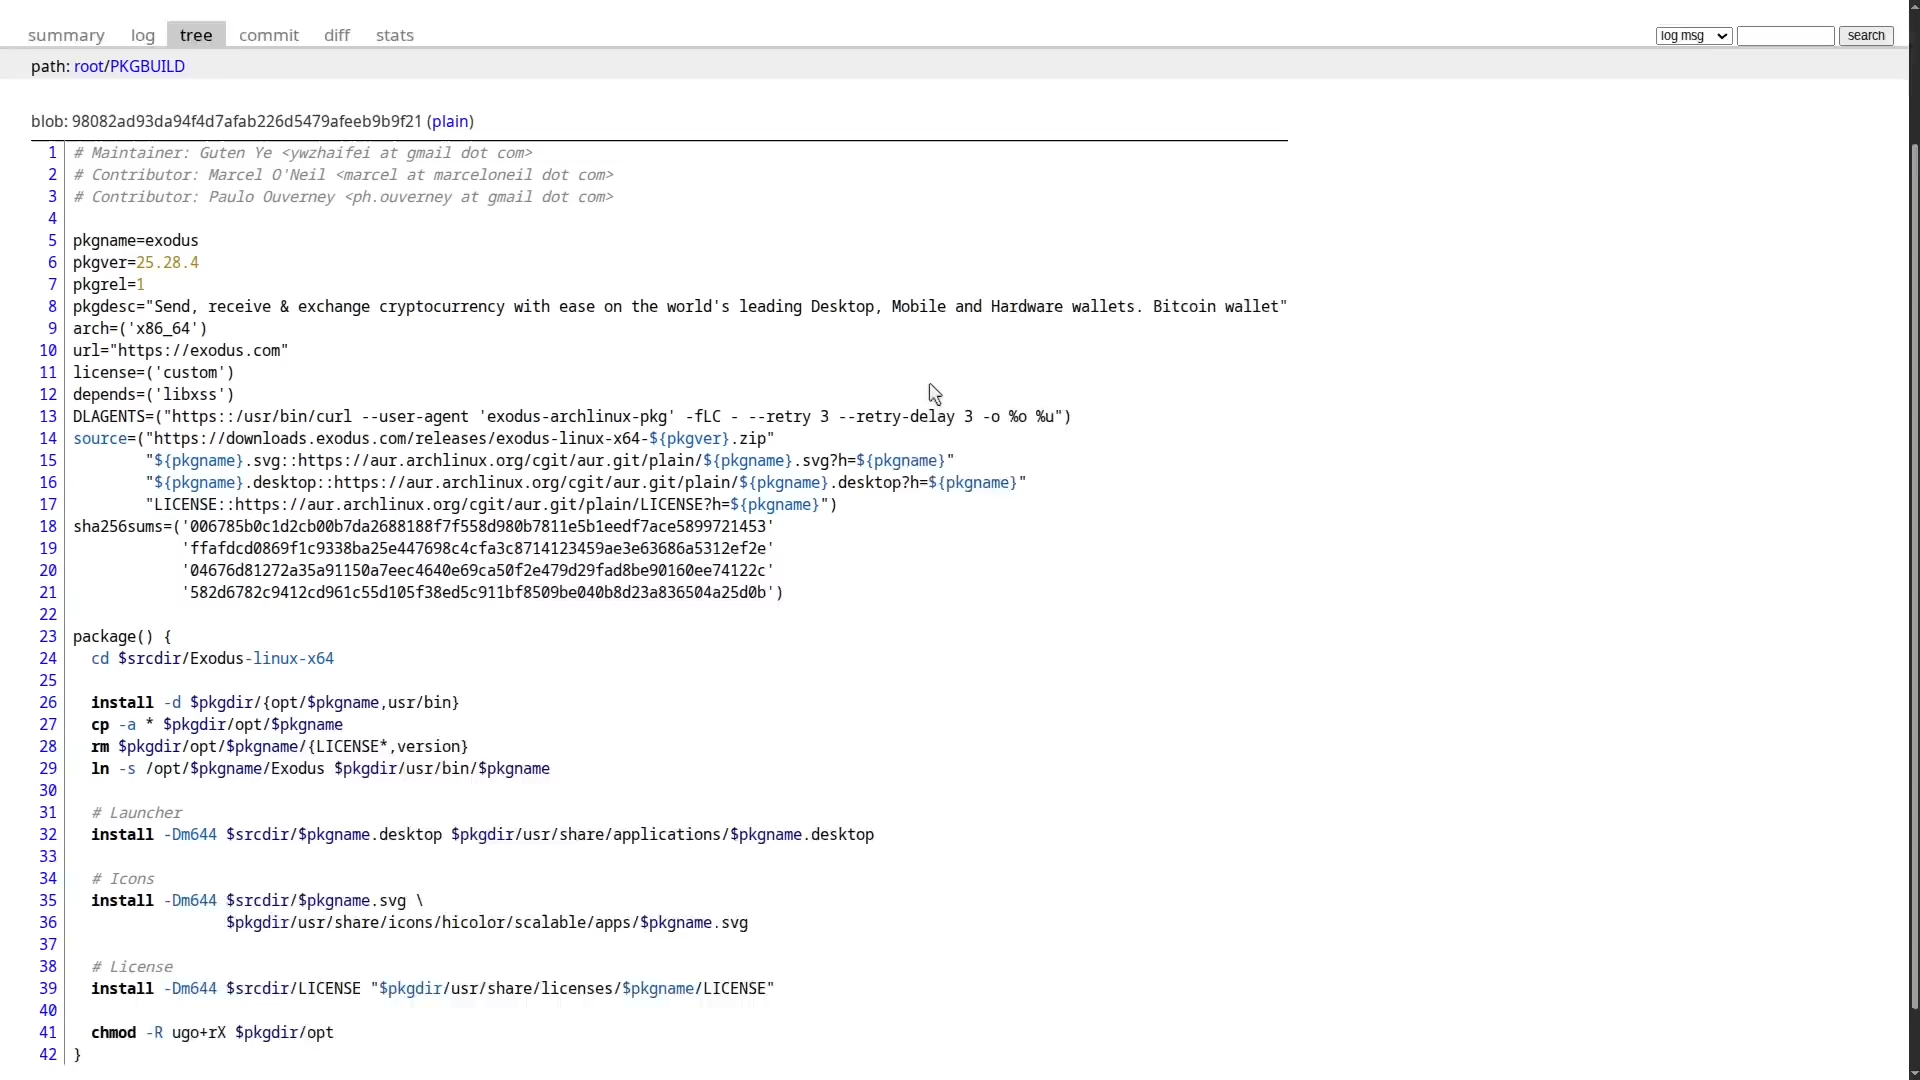 summary log tree commit diff stats log msg search
path: root/PKGBUILD
blob: 98082ad93da94f4d7afab226d5479afeeb9b9f21 (plain)
1 # Maintainer: Guten Ye <ywzhaifei at gmail dot com>
2 # Contributor: Marcel O'Neil <marcel at marceloneil dot com>
3 # Contributor: Paulo Ouverney <ph.ouverney at gmail dot com>
4
5 pkgname=exodus
6 pkgver=25.28.4
7 pkgrel=1
8 pkgdesc="Send, receive & exchange cryptocurrency with ease on the world's leading Desktop, Mobile and Hardware wallets. Bitcoin wallet"
9 arch=('x86_64')
10 url="https://exodus.com"
11 license=('custom')
12 depends=('libxss')
13 DLAGENTS=("https::/usr/bin/curl --user-agent 'exodus-archlinux-pkg' -fLC - --retry 3 --retry-delay 3 -o %o %u")
14 source=("https://downloads.exodus.com/releases/exodus-linux-x64-${pkgver}.zip"
15         "${pkgname}.svg::https://aur.archlinux.org/cgit/aur.git/plain/${pkgname}.svg?h=${pkgname}"
16         "${pkgname}.desktop::https://aur.archlinux.org/cgit/aur.git/plain/${pkgname}.desktop?h=${pkgname}"
17         "LICENSE::https://aur.archlinux.org/cgit/aur.git/plain/LICENSE?h=${pkgname}")
18 sha256sums=('006785b0c1d2cb00b7da2688188f7f558d980b7811e5b1eedf7ace5899721453'
19             'ffafdcd0869f1c9338ba25e447698c4cfa3c8714123459ae3e63686a5312ef2e'
20             '04676d81272a35a91150a7eec4640e69ca50f2e479d29fad8be90160ee74122c'
21             '582d6782c9412cd961c55d105f38ed5c911bf8509be040b8d23a836504a25d0b')
22
23 package() {
24   cd $srcdir/Exodus-linux-x64
25
26   install -d $pkgdir/{opt/$pkgname,usr/bin}
27   cp -a * $pkgdir/opt/$pkgname
28   rm $pkgdir/opt/$pkgname/{LICENSE*,version}
29   ln -s /opt/$pkgname/Exodus $pkgdir/usr/bin/$pkgname
30
31   # Launcher
32   install -Dm644 $srcdir/$pkgname.desktop $pkgdir/usr/share/applications/$pkgname.desktop
33
34   # Icons
35   install -Dm644 $srcdir/$pkgname.svg \
36                  $pkgdir/usr/share/icons/hicolor/scalable/apps/$pkgname.svg
37
38   # License
39   install -Dm644 $srcdir/LICENSE "$pkgdir/usr/share/licenses/$pkgname/LICENSE"
40
41   chmod -R ugo+rX $pkgdir/opt
42 }